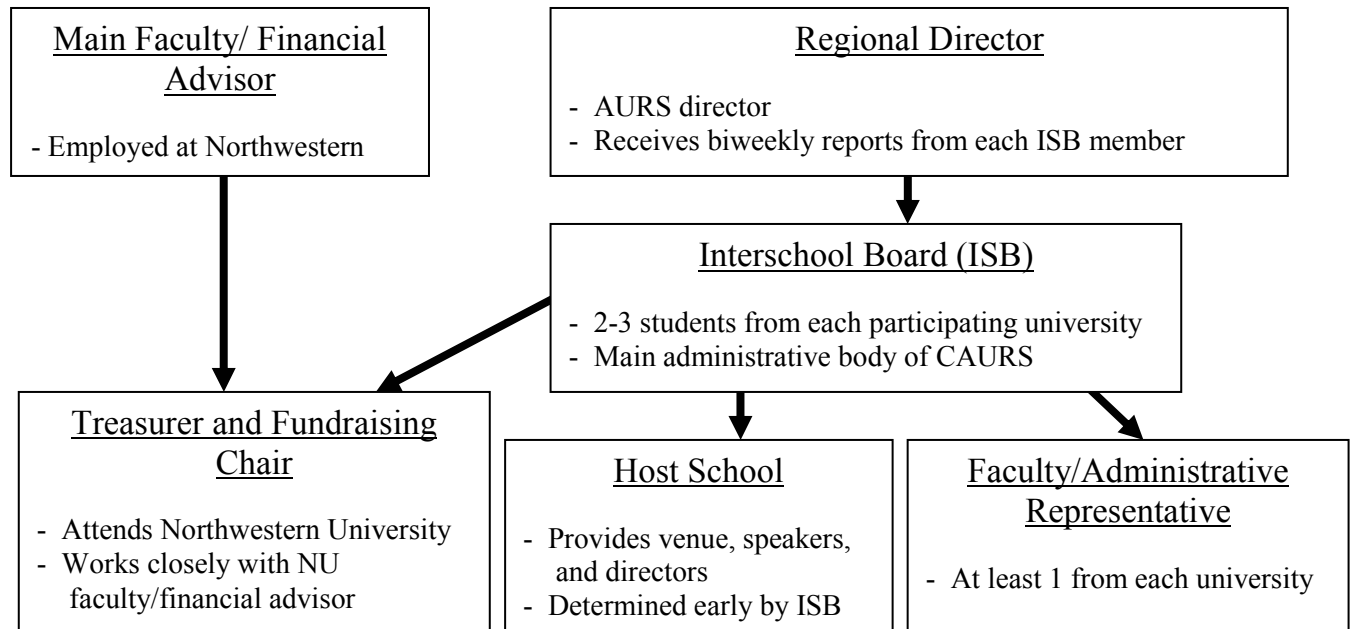 Main Faculty/ Financial
Advisor
- Employed at Northwestern
Regional Director
- AURS director
- Receives biweekly reports from each ISB member
Interschool Board (ISB)
- 2-3 students from each participating university
- Main administrative body of CAURS
Treasurer and Fundraising
Chair
- Attends Northwestern University
- Works closely with NU
faculty/financial advisor
Host School
- Provides venue, speakers,
and directors
- Determined early by ISB
Faculty/Administrative
Representative
- At least 1 from each university